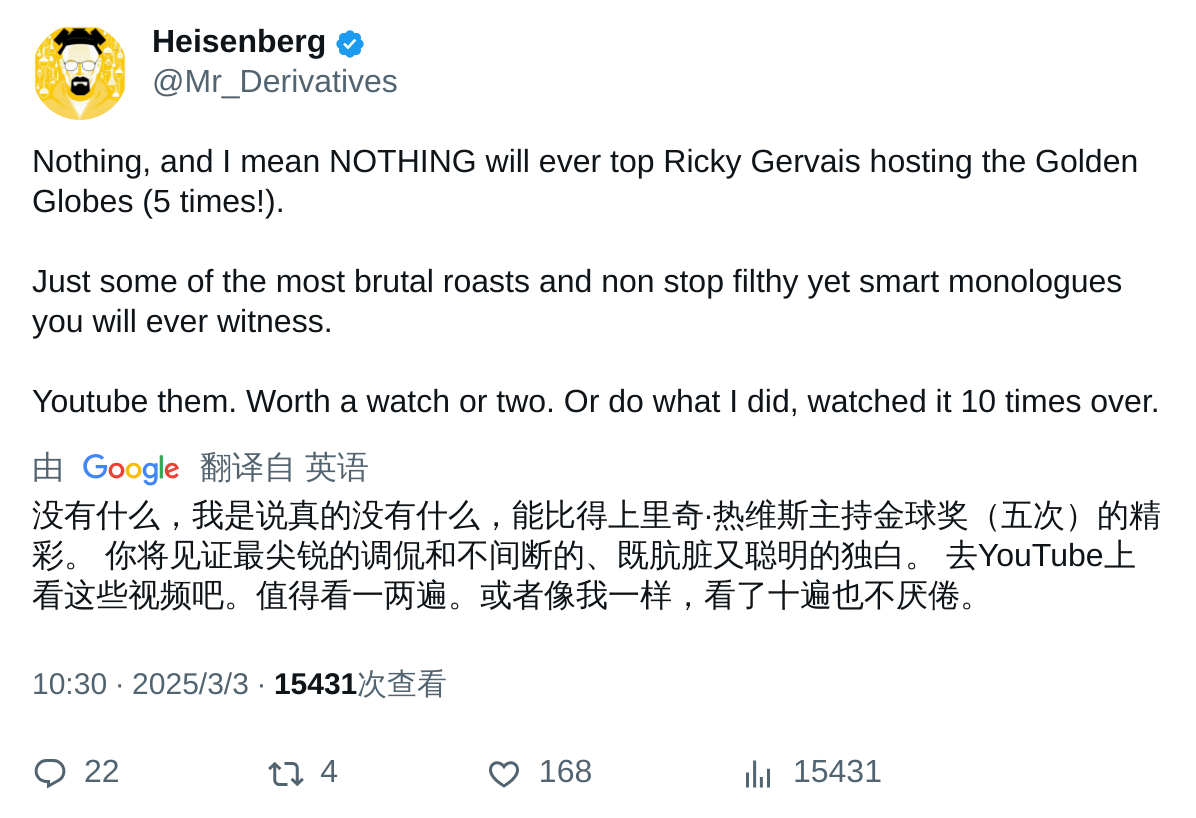 Heisenberg
@Mr_Derivatives
Nothing, and I mean NOTHING will ever top Ricky Gervais hosting the Golden
Globes (5 times!).
Just some of the most brutal roasts and non stop filthy yet smart monologues
you will ever witness.
Youtube them. Worth a watch or two. Or do what I did, watched it 10 times over.
由 Google 翻译自 英语
没有什么，我是说真的没有什么，能比得上里奇·热维斯主持金球奖（五次）的精
彩。 你将见证最尖锐的调侃和不间断的、既肮脏又聪明的独白。 去YouTube上
看这些视频吧。值得看一两遍。或者像我一样，看了十遍也不厌倦。
10:30 · 2025/3/3 · 15431次查看
22 4 168 15431